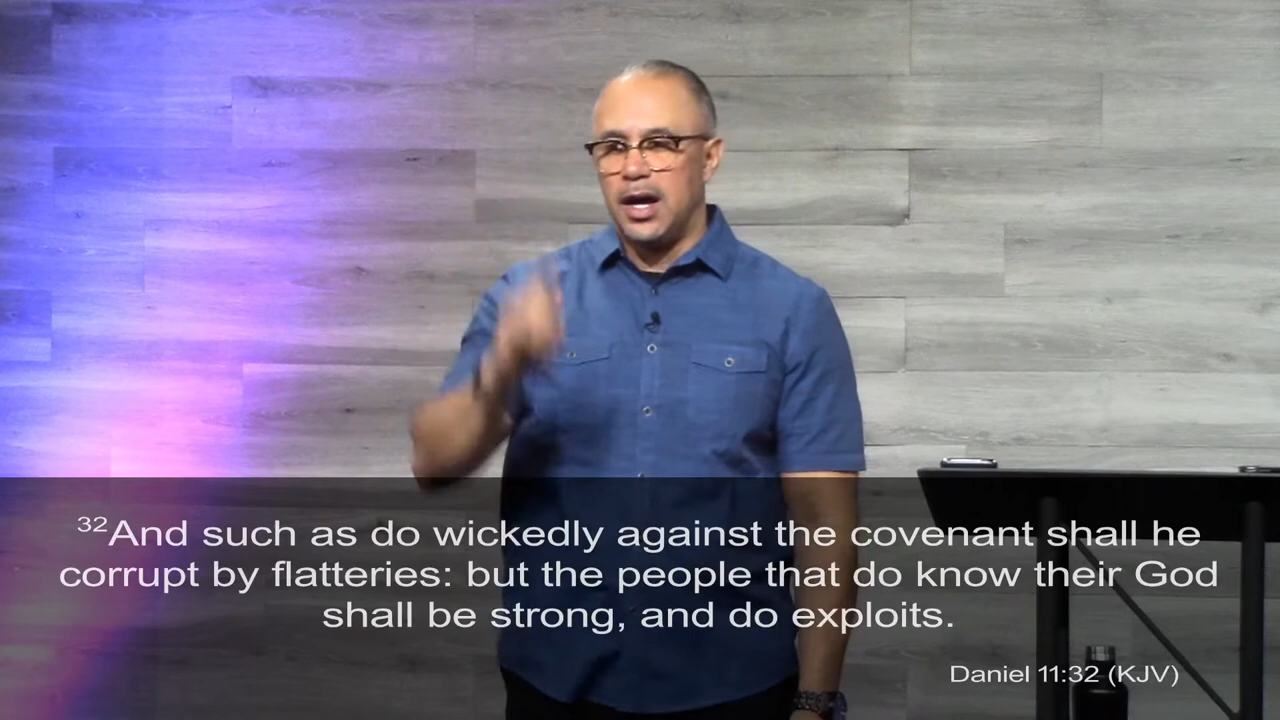 32And such as do wickedly against the covenant shall he
corrupt by flatteries: but the people that do know their God
shall be strong, and do exploits.
Daniel 11:32 (KJV)